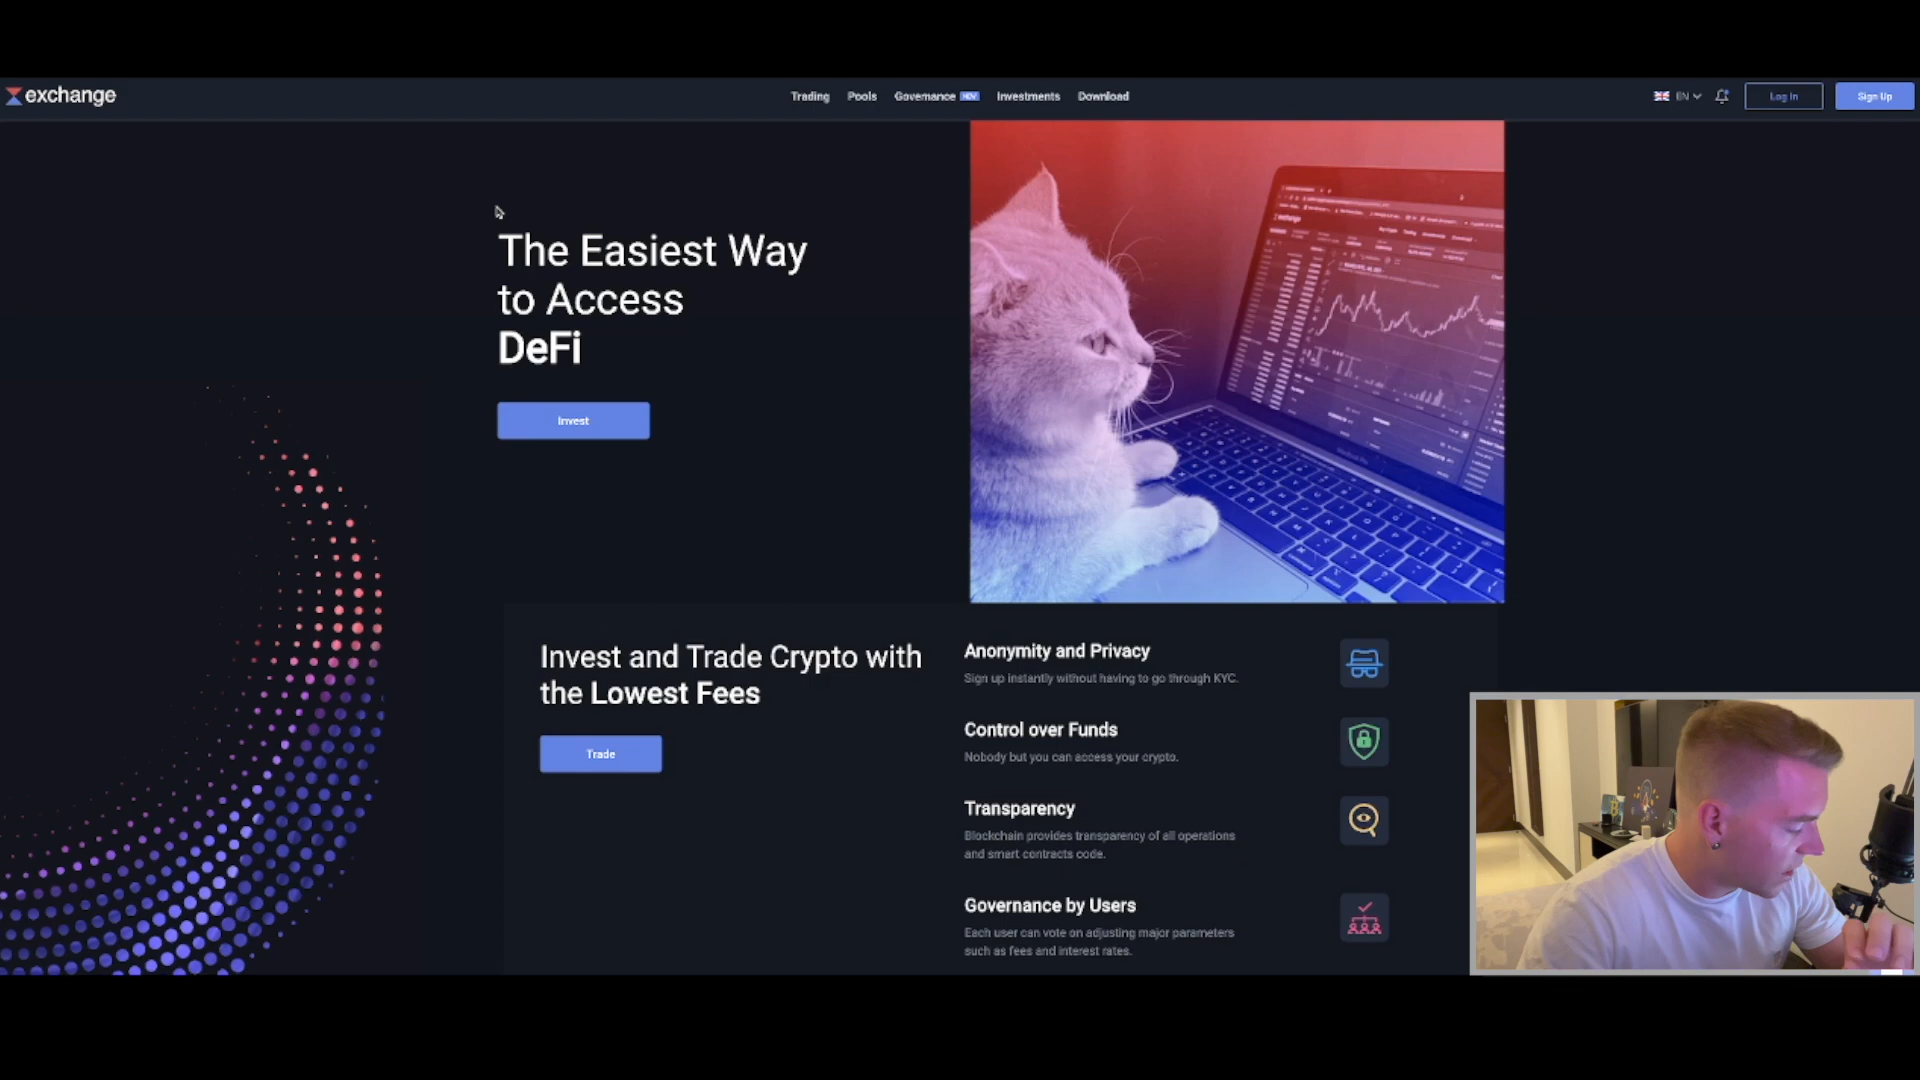 exchange
Trading Pools Governance Investments Download
EN
Log In
Sign Up
The Easiest Way
to Access
DeFi
Invest
Invest and Trade Crypto with
the Lowest Fees
Trade
Anonymity and Privacy
Sign up instantly without having to go through KYC.
Control over Funds
Nobody but you can access your crypto.
Transparency
Blockchain provides transparency of all operations
and smart contracts code.
Governance by Users
Each user can vote on adjusting major parameters
such as fees and interest rates.